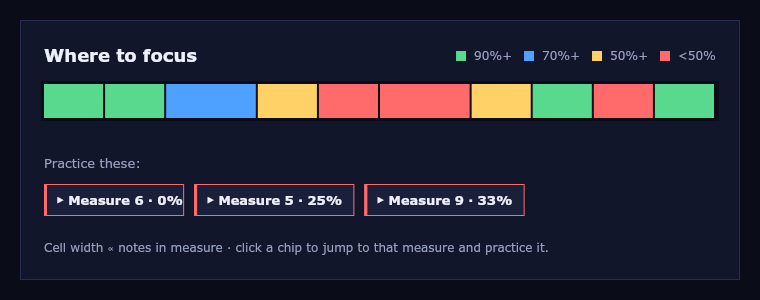 Where to focus
90%+ 70%+ 50%+ <50%
Practice these:
▸ Measure 6 · 0% ▸ Measure 5 · 25% ▸ Measure 9 · 33%
Cell width ∝ notes in measure · click a chip to jump to that measure and practice it.